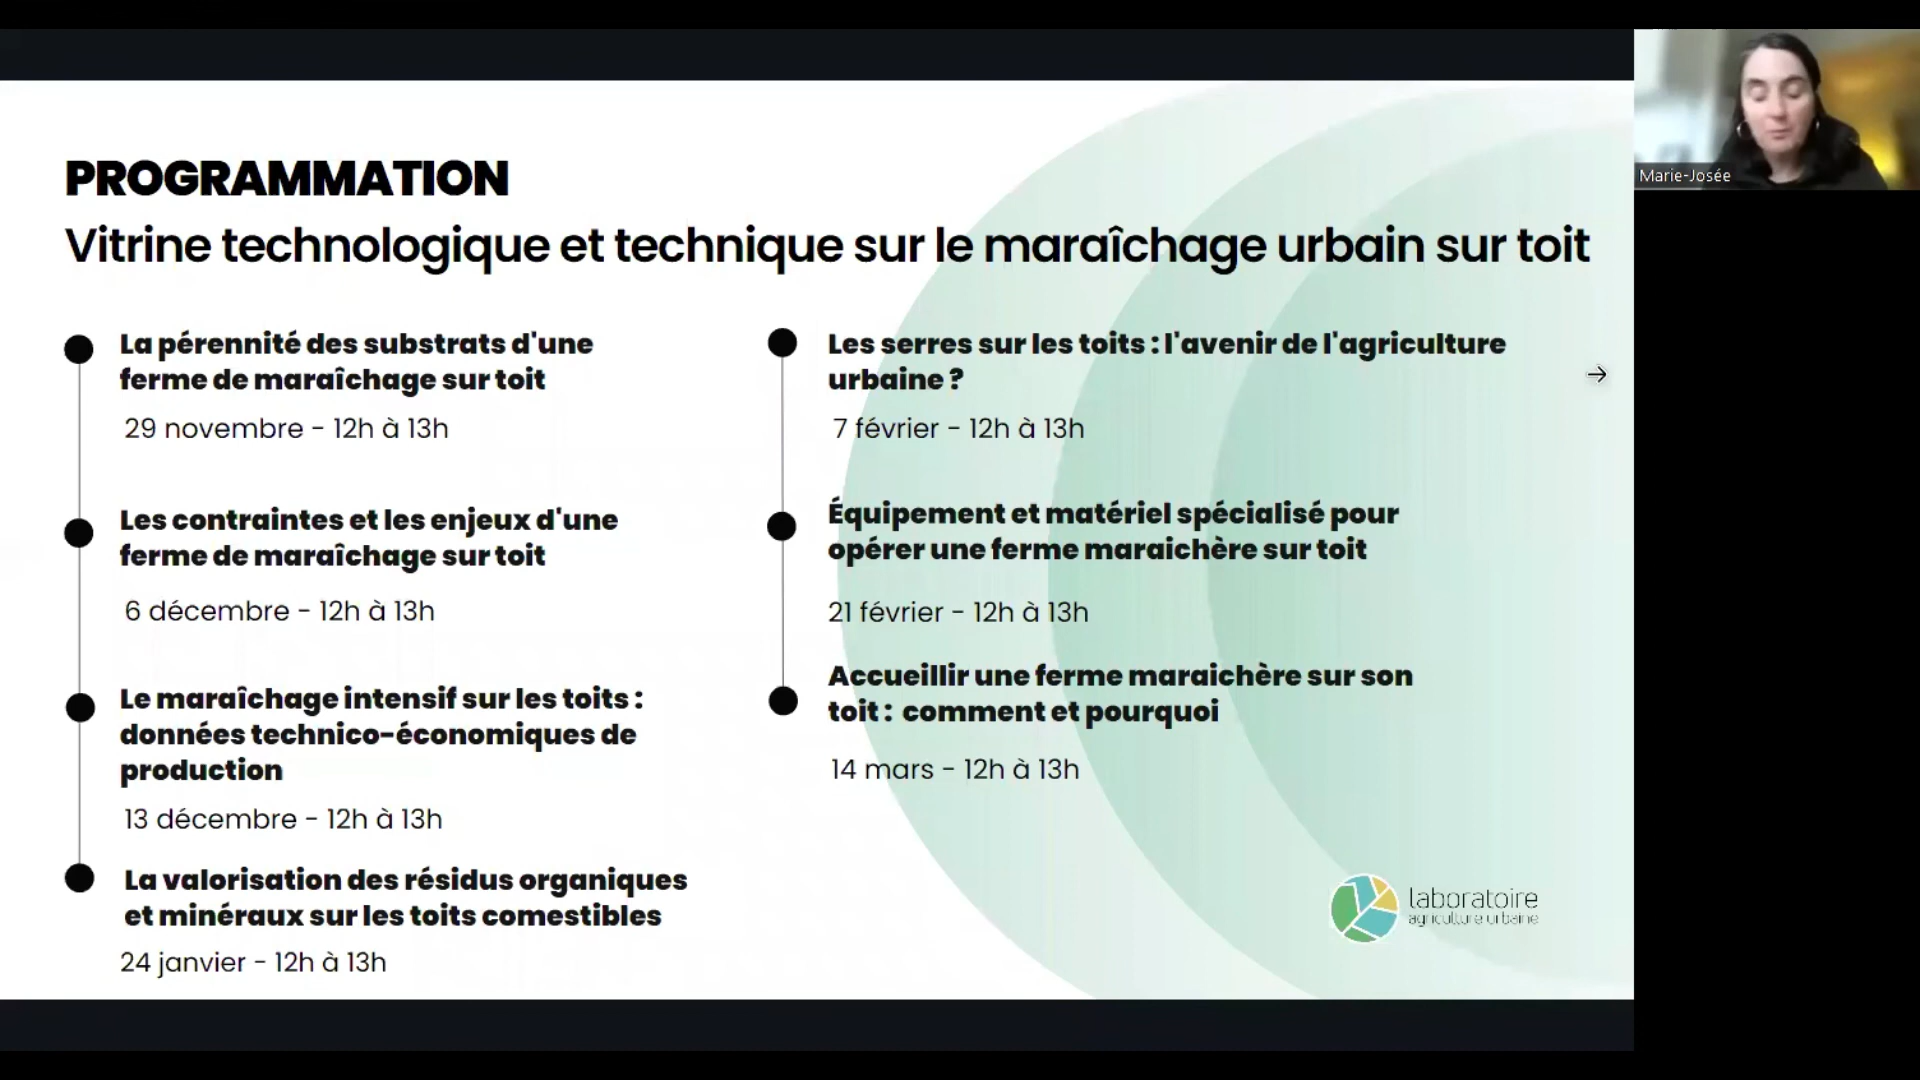 PROGRAMMATION
Vitrine technologique et technique sur le maraîchage urbain sur toit
La pérennité des substrats d'une
ferme de maraîchage sur toit
29 novembre - 12h à 13h
Les contraintes et les enjeux d'une
ferme de maraîchage sur toit
6 décembre - 12h à 13h
Le maraîchage intensif sur les toits :
données technico-économiques de
production
13 décembre - 12h à 13h
La valorisation des résidus organiques
et minéraux sur les toits comestibles
24 janvier - 12h à 13h
Les serres sur les toits : l'avenir de l'agriculture
urbaine ?
7 février - 12h à 13h
Équipement et matériel spécialisé pour
opérer une ferme maraichère sur toit
21 février - 12h à 13h
Accueillir une ferme maraichère sur son
toit : comment et pourquoi
14 mars - 12h à 13h
laboratoire
agriculture urbaine
Marie-Josée